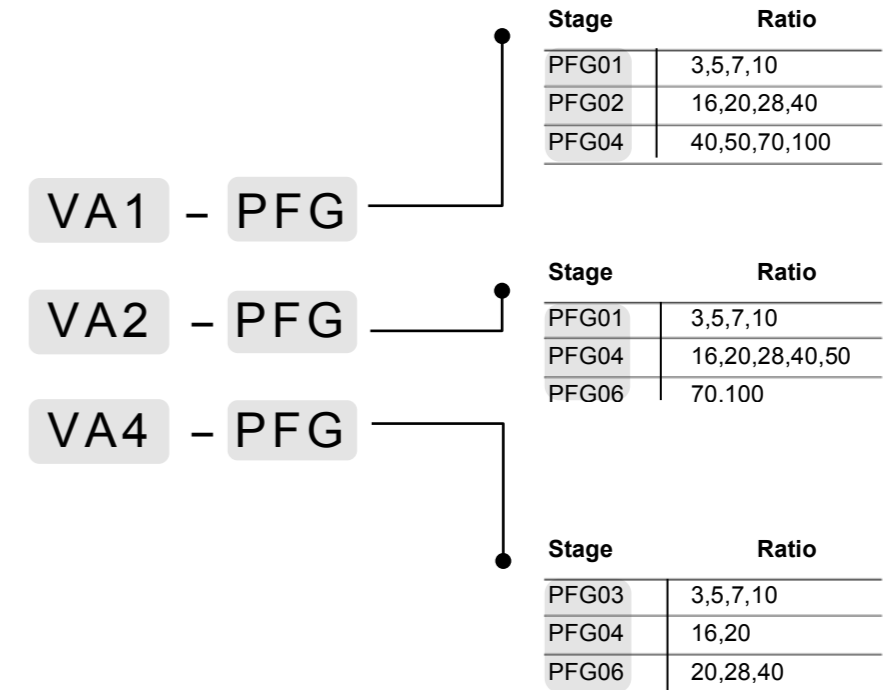 Stage Ratio
PFG01 3,5,7,10
PFG02 16,20,28,40
PFG04 40,50,70,100
VA1 – PFG
Stage Ratio
PFG01 3,5,7,10
VA2 – PFG
PFG04 16,20,28,40,50
PFG06 70,100
VA4 – PFG
Stage Ratio
PFG03 3,5,7,10
PFG04 16,20
PFG06 20,28,40